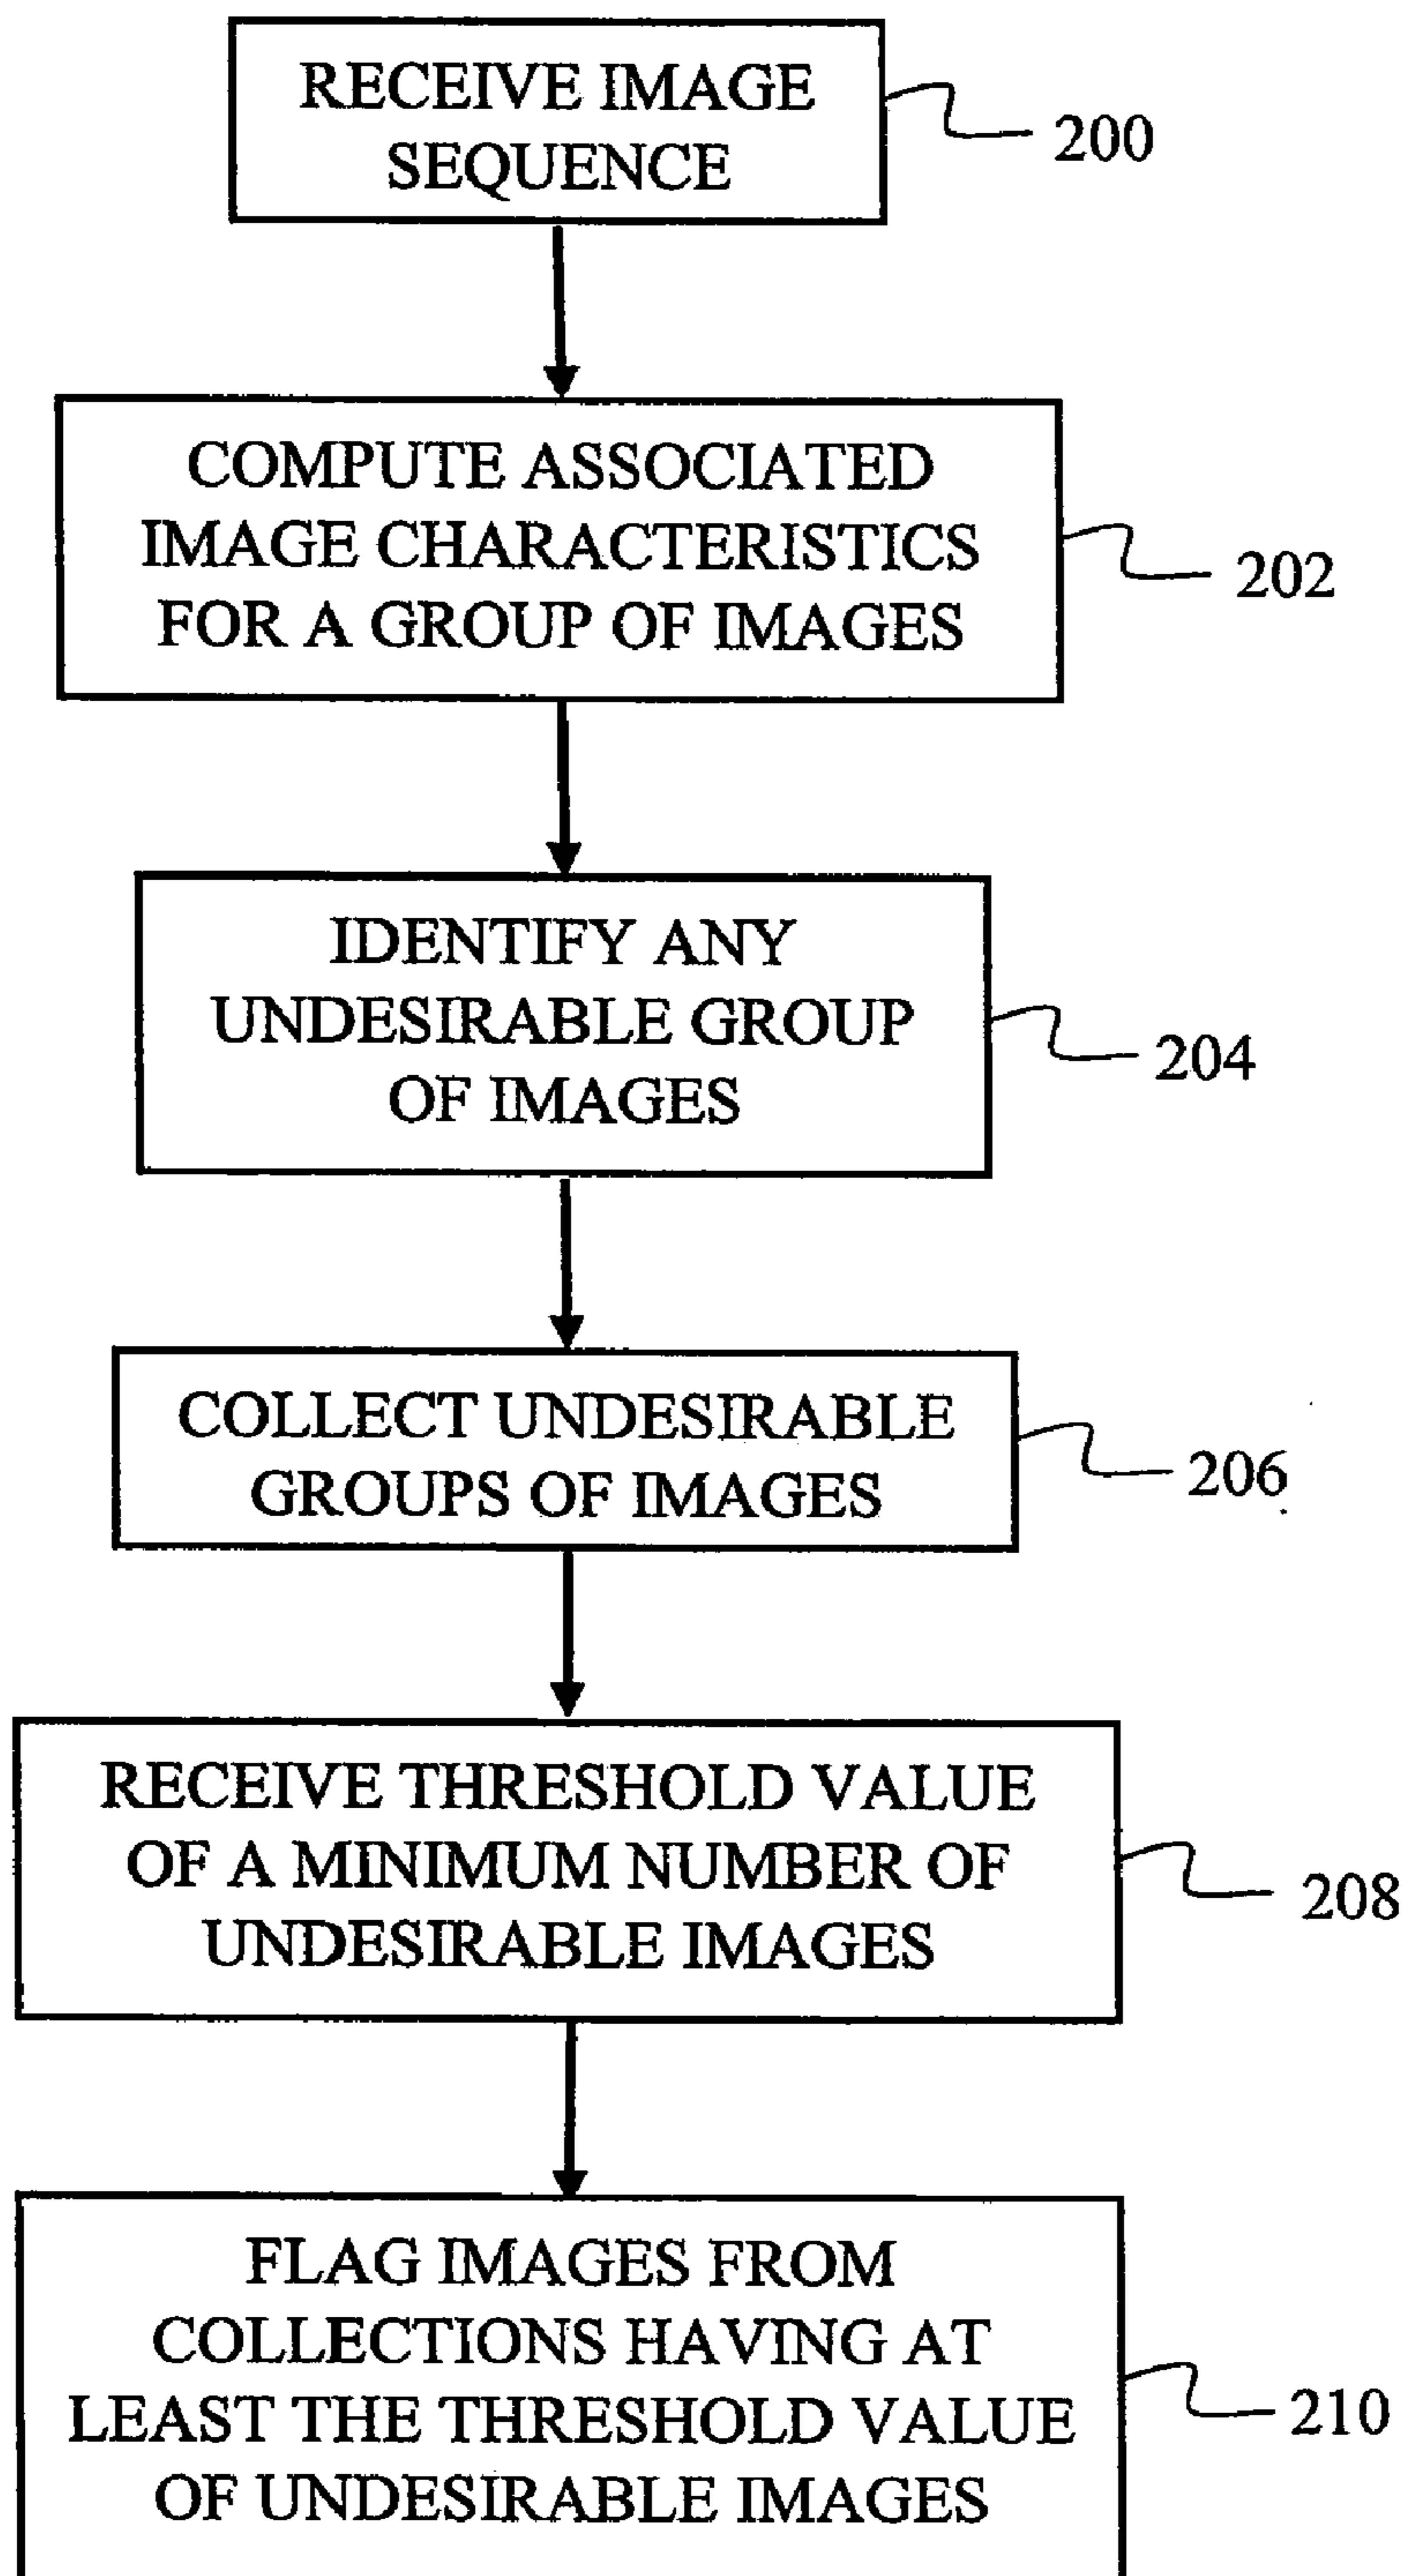 RECEIVE IMAGE
SEQUENCE
200
COMPUTE ASSOCIATED
IMAGE CHARACTERISTICS
FOR A GROUP OF IMAGES
202
IDENTIFY ANY
UNDESIRABLE GROUP
OF IMAGES
204
COLLECT UNDESIRABLE
GROUPS OF IMAGES
206
RECEIVE THRESHOLD VALUE
OF A MINIMUM NUMBER OF
UNDESIRABLE IMAGES
208
FLAG IMAGES FROM
COLLECTIONS HAVING AT
LEAST THE THRESHOLD VALUE
OF UNDESIRABLE IMAGES
210